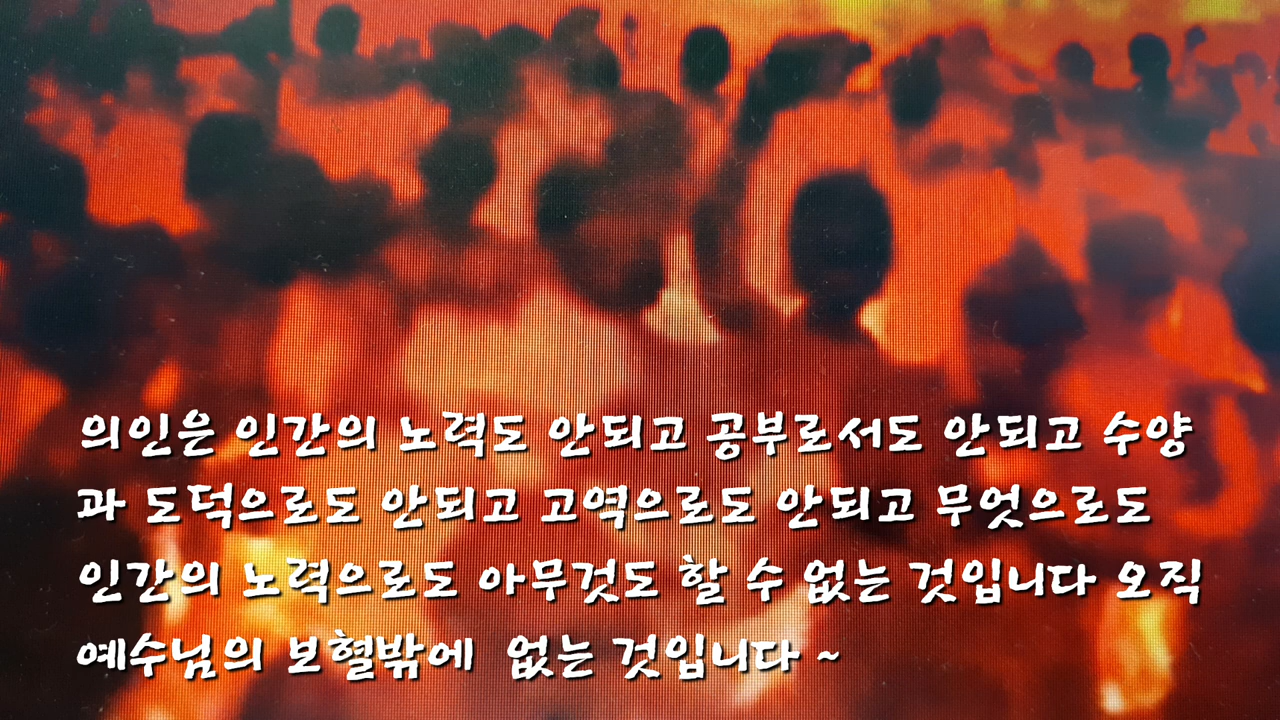 의인은 인간의 노력도 안되고 공부로서도 안되고 수양
과 도덕으로도 안되고 고역으로도 안되고 무엇으로도
인간의 노력으로도 아무것도 할 수 없는 것입니다 오직
예수님의 보혈밖에 없는 것입니다 ~